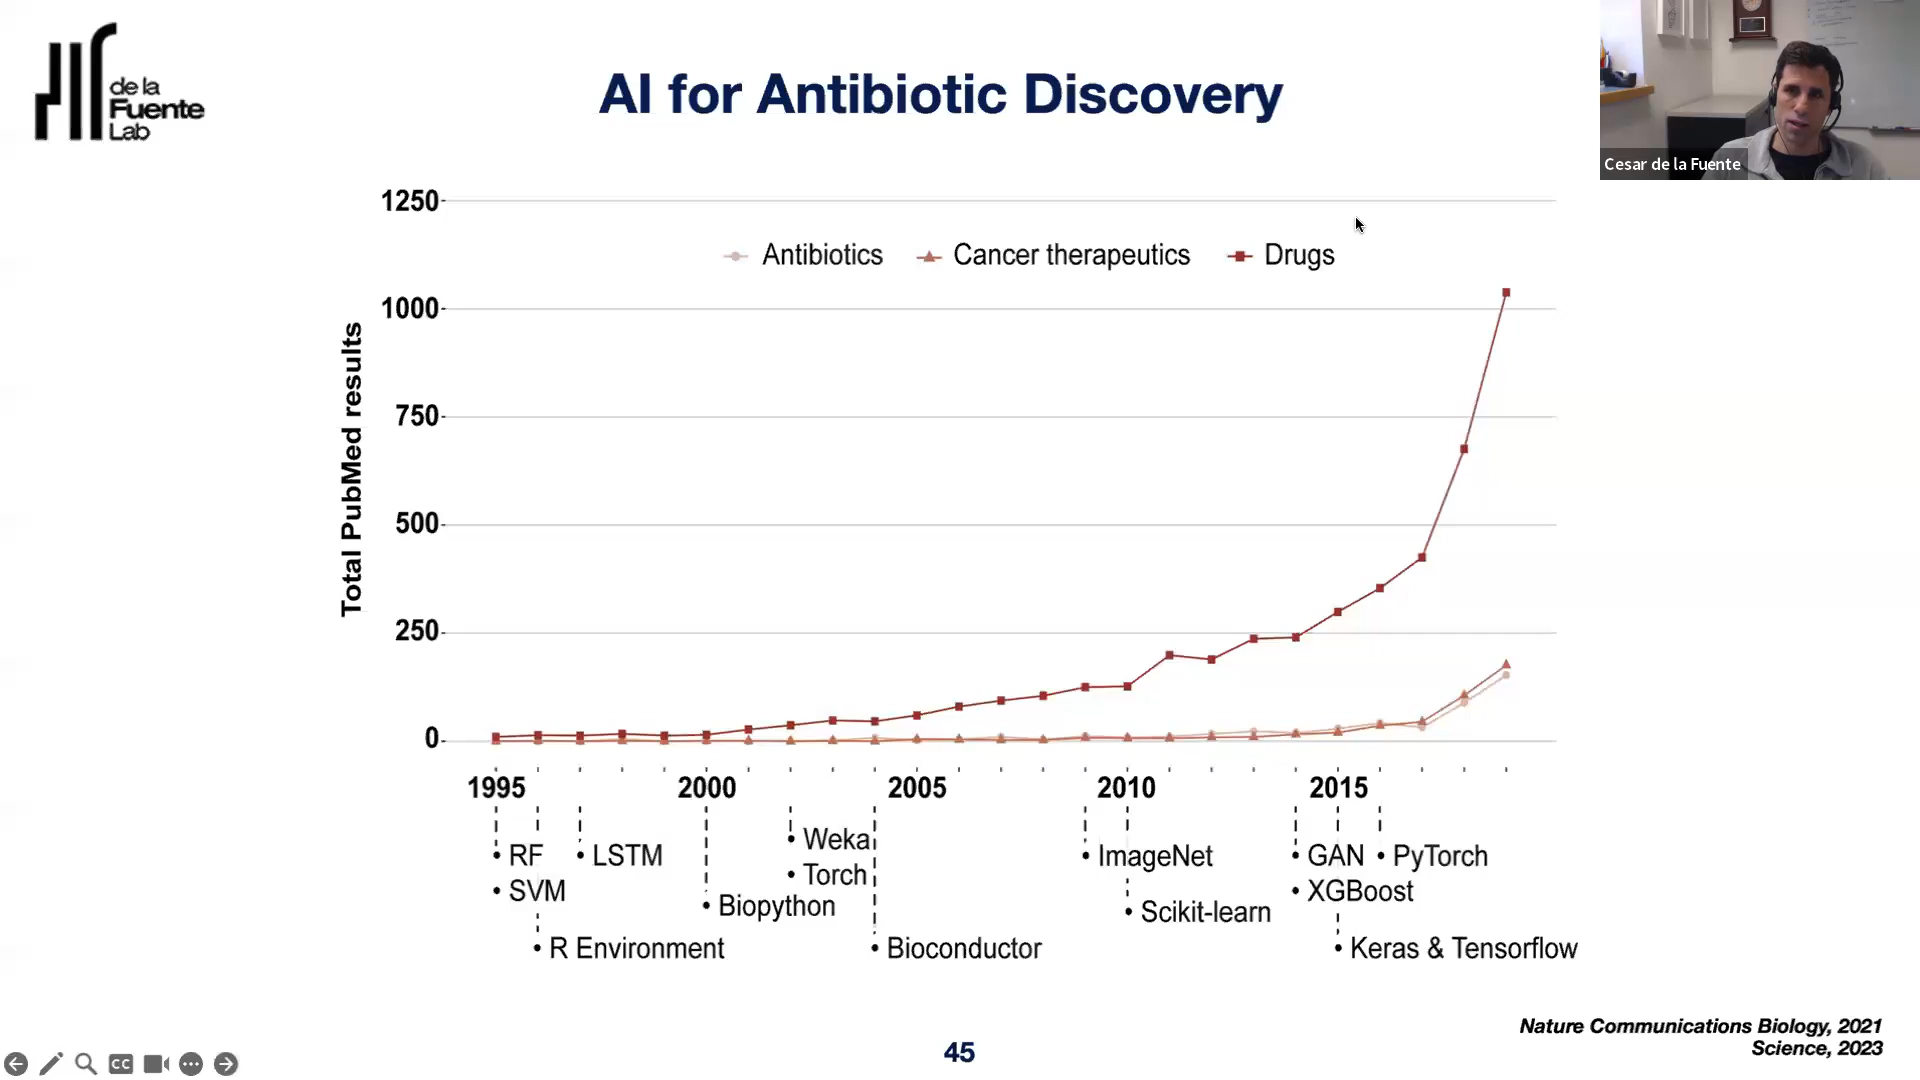 de la
Fuente
Lab
AI for Antibiotic Discovery
Cesar de la Fuente
1250
Antibiotics Cancer therapeutics Drugs
1000
750
500
250
0
Total PubMed results
1995 2000 2005 2010 2015
• RF
• SVM
• R Environment
• LSTM
• Biopython
• Weka
• Torch
• Bioconductor
• ImageNet
• Scikit-learn
• GAN
• XGBoost
• Keras & Tensorflow
• PyTorch
Nature Communications Biology, 2021
Science, 2023
45
CC